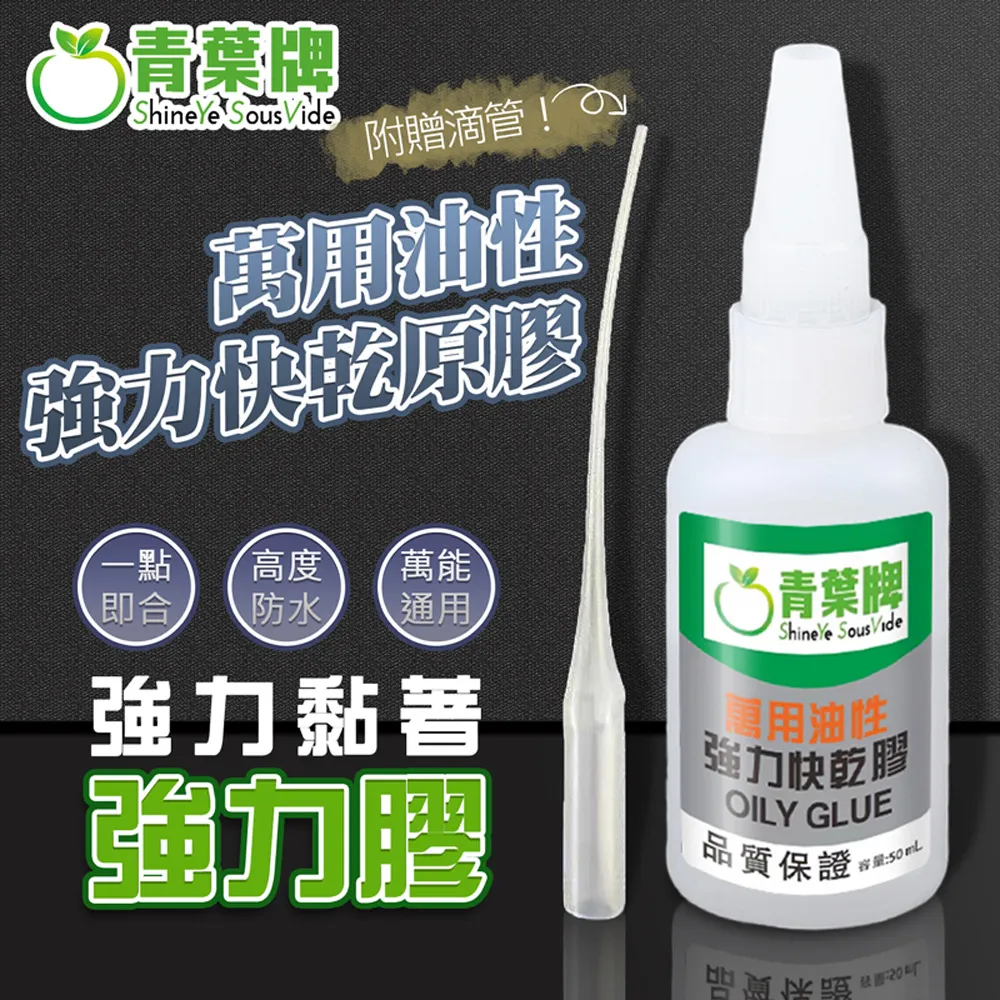 青葉牌
ShineYe SousVide
附贈滴管！
萬用油性
強力快乾原膠
一點
即合
高度
防水
萬能
通用
強力黏著
強力膠
青葉牌
ShineYe SousVide
萬用油性
強力快乾膠
OILY GLUE
品質保證 容量:50mL